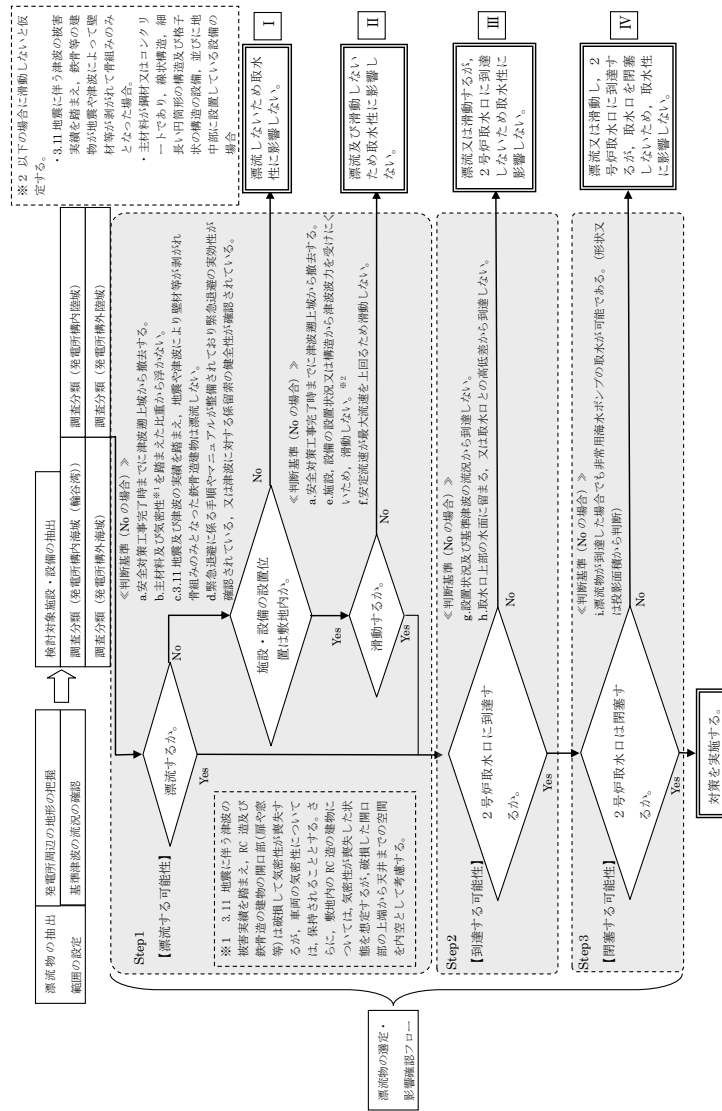 漂流物の抽出
範囲の設定
発電所周辺の地形の把握
基準津波の流況の確認
検討対象施設・設備の抽出
調査分類（発電所構内海域（輪谷湾））
調査分類（発電所構内陸域）
調査分類（発電所構外海域）
調査分類（発電所構外陸域）
※2 以下の場合に滑動しないと仮
定する。
・3.11 地震に伴う津波の被害
実績を踏まえ，鉄骨等の建
物が地震や津波によって壁
材等が剥がれて骨組みのみ
となった場合。
・主材料が鋼材又はコンクリ
ートであり，線状構造，細
長い円筒形の構造及び格子
状の構造の設備，並びに地
中部に設置している設備の
場合
漂流物の選定・
影響確認フロー
Step1
【漂流する可能性】
漂流するか。
No
Yes
≪判断基準（No の場合）≫
a.安全対策工事完了時までに津波遡上域から撤去する。
b.主材料及び気密性※1 を踏まえた比重から浮かない。
c.3.11 地震及び津波の実績を踏まえ，地震や津波により壁材等が剥がれ
骨組みのみとなった鉄骨造建物は漂流しない。
d.緊急退避に係る手順やマニュアルが整備されており緊急退避の実効性が
確認されている，又は津波に対する係留索の健全性が確認されている。
※1 3.11 地震に伴う津波の
被害実績を踏まえ，RC 造及び
鉄骨造の建物の開口部（扉や窓
等）は破損して気密性が喪失す
るが，車両の気密性について
は，保持されることとする。さ
らに，敷地内の RC 造の建物に
ついては，気密性が喪失した状
態を想定するが，破損した開口
部の上端から天井までの空間
を内空として考慮する。
施設・設備の設置位
置は敷地内か。
No
Yes
Ⅰ
漂流しないため取水
性に影響しない。
≪判断基準（No の場合）≫
a.安全対策工事完了時までに津波遡上域から撤去する。
e.施設，設備の設置状況又は構造から津波波力を受けにく
いため，滑動しない。※2
f.安定流速が最大流速を上回るため滑動しない。
滑動するか。
No
Yes
Ⅱ
漂流及び滑動しない
ため取水性に影響し
ない。
Step2
【到達する可能性】
2号炉取水口に到達す
るか。
No
Yes
≪判断基準（No の場合）≫
g.設置状況及び基準津波の流況から到達しない。
h.取水口上部の水面に留まる，又は取水口との高低差から到達しない。
Ⅲ
漂流又は滑動するが，
2号炉取水口に到達し
ないため取水性に
影響しない。
Step3
【閉塞する可能性】
2号炉取水口は閉塞す
るか。
No
Yes
≪判断基準（No の場合）≫
i.漂流物が到達した場合でも非常用海水ポンプの取水が可能である。（形状又
は投影面積から判断）
Ⅳ
漂流又は滑動し，2
号炉取水口に到達す
るが，取水口を閉塞
しないため，取水性
に影響しない。
対策を実施する。